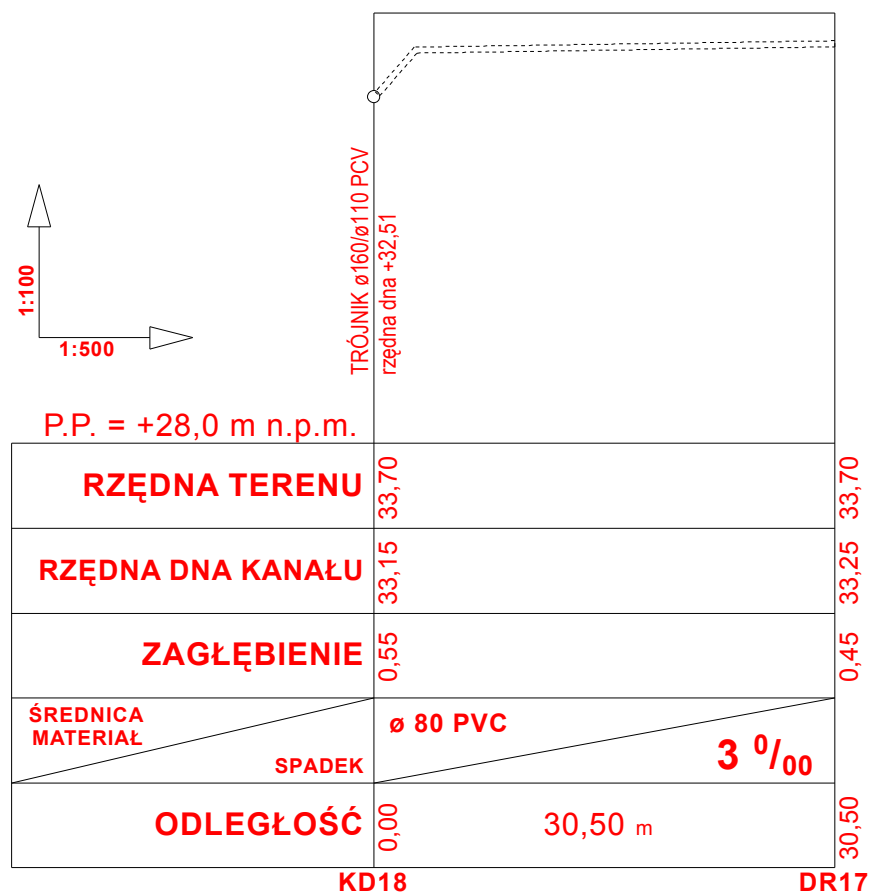 TRÓJNIK ø160/ø110 PCV
rzędna dna +32,51
1:100
1:500
P.P. = +28,0 m n.p.m.
RZĘDNA TERENU 33,70 33,70
RZĘDNA DNA KANAŁU 33,15 33,25
ZAGŁĘBIENIE 0,55 0,45
ŚREDNICA
MATERIAŁ
SPADEK
ø 80 PVC
3 ⁰/₀₀
ODLEGŁOŚĆ 0,00 30,50 m 30,50
KD18 DR17